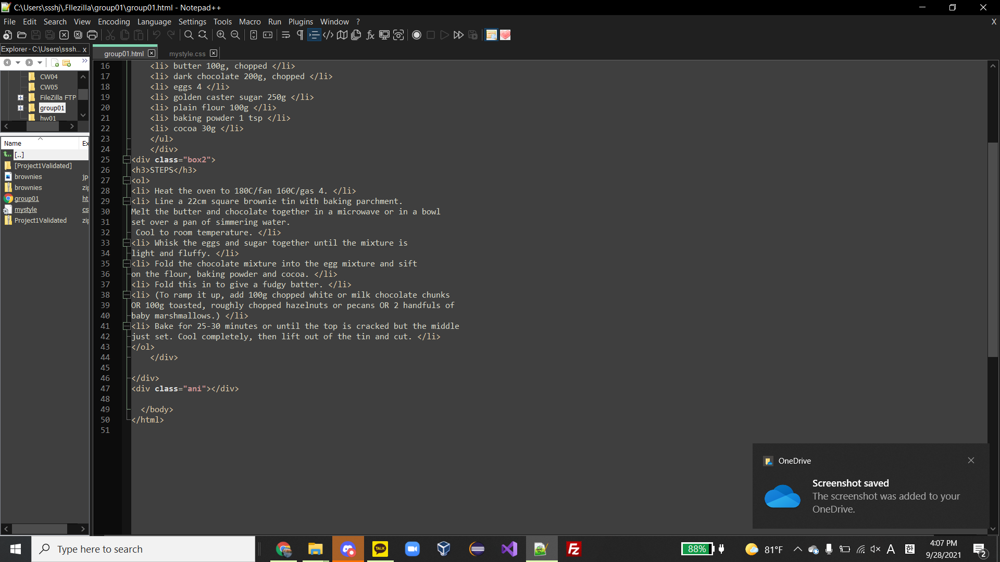 C:\Users\ssshj\.FIlezilla\group01\group01.html - Notepad++
File Edit Search View Encoding Language Settings Tools Macro Run Plugins Window ? X
Explorer - C:\Users\sssh... x
group01.html
mystyle.css
CW04
CW05
FileZilla FTP
group01
hw01
Name Ex
[..]
[Project1Validated]
brownies jp
brownies zi
group01 ht
mystyle cs
Project1Validated zi
16 <li> butter 100g, chopped </li>
17 <li> dark chocolate 200g, chopped </li>
18 <li> eggs 4 </li>
19 <li> golden caster sugar 250g </li>
20 <li> plain flour 100g </li>
21 <li> baking powder 1 tsp </li>
22 <li> cocoa 30g </li>
23 </ul>
24 </div>
25 <div class="box2">
26 <h3>STEPS</h3>
27 <ol>
28 <li> Heat the oven to 180C/fan 160C/gas 4. </li>
29 <li> Line a 22cm square brownie tin with baking parchment.
30 Melt the butter and chocolate together in a microwave or in a bowl
31 set over a pan of simmering water.
32 Cool to room temperature. </li>
33 <li> Whisk the eggs and sugar together until the mixture is
34 light and fluffy. </li>
35 <li> Fold the chocolate mixture into the egg mixture and sift
36 on the flour, baking powder and cocoa. </li>
37 <li> Fold this in to give a fudgy batter. </li>
38 <li> (To ramp it up, add 100g chopped white or milk chocolate chunks
39 OR 100g toasted, roughly chopped hazelnuts or pecans OR 2 handfuls of
40 baby marshmallows.) </li>
41 <li> Bake for 25-30 minutes or until the top is cracked but the middle
42 just set. Cool completely, then lift out of the tin and cut. </li>
43 </ol>
44 </div>
45
46 </div>
47 <div class="ani"></div>
48
49 </body>
50 </html>
51
OneDrive
Screenshot saved
The screenshot was added to your
OneDrive.
Type here to search
TALK
Fz
88%
81°F
A
한
4:07 PM
9/28/2021
2